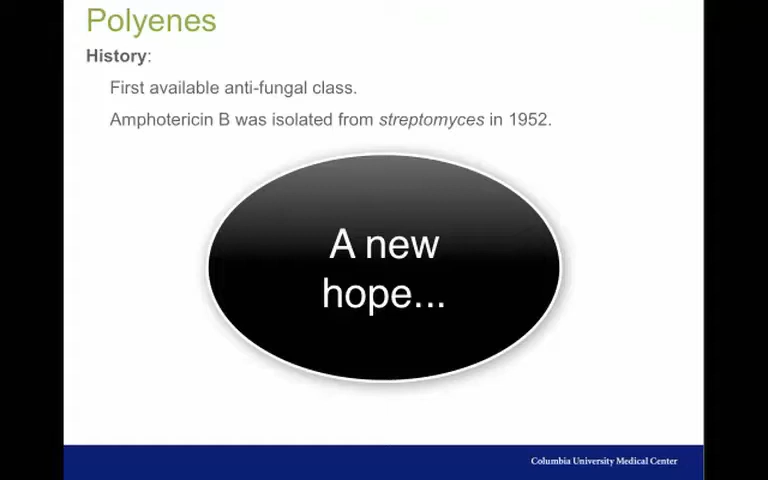 Polyenes
History:
First available anti-fungal class.
Amphotericin B was isolated from streptomyces in 1952.
A new
hope...
Columbia University Medical Center